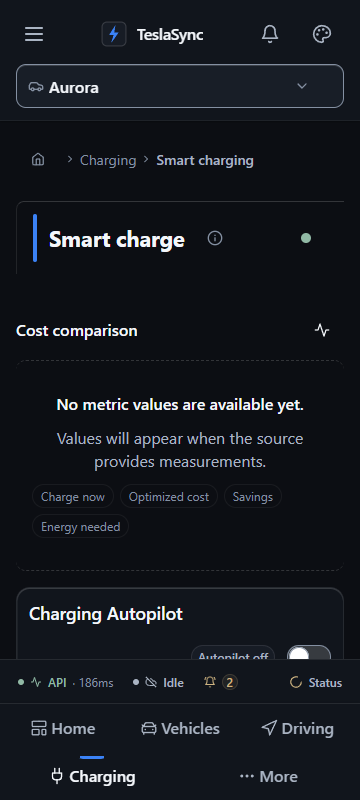 TeslaSync
Aurora
Charging
Smart charging
Smart charge
Cost comparison
No metric values are available yet.
Values will appear when the source
provides measurements.
Charge now
Optimized cost
Savings
Energy needed
Charging Autopilot
Autopilot off
API · 186ms
Idle
2
Status
Home
Vehicles
Driving
Charging
More